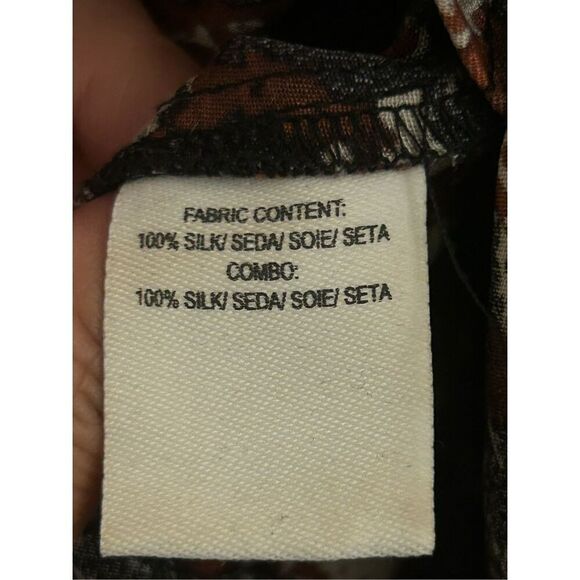 FABRIC CONTENT:
100% SILK/ SEDA/ SOIE/ SETA
COMBO:
100% SILK/ SEDA/ SOIE/ SETA